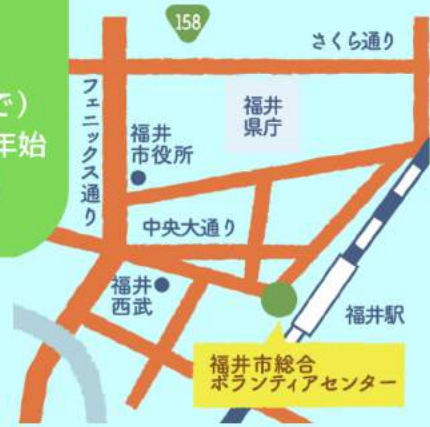 158
さくら通り
で）
年始
フェニックス通り
福井
県庁
福井
市役所
中央大通り
福井
西武
福井駅
福井市総合
ボランティアセンター